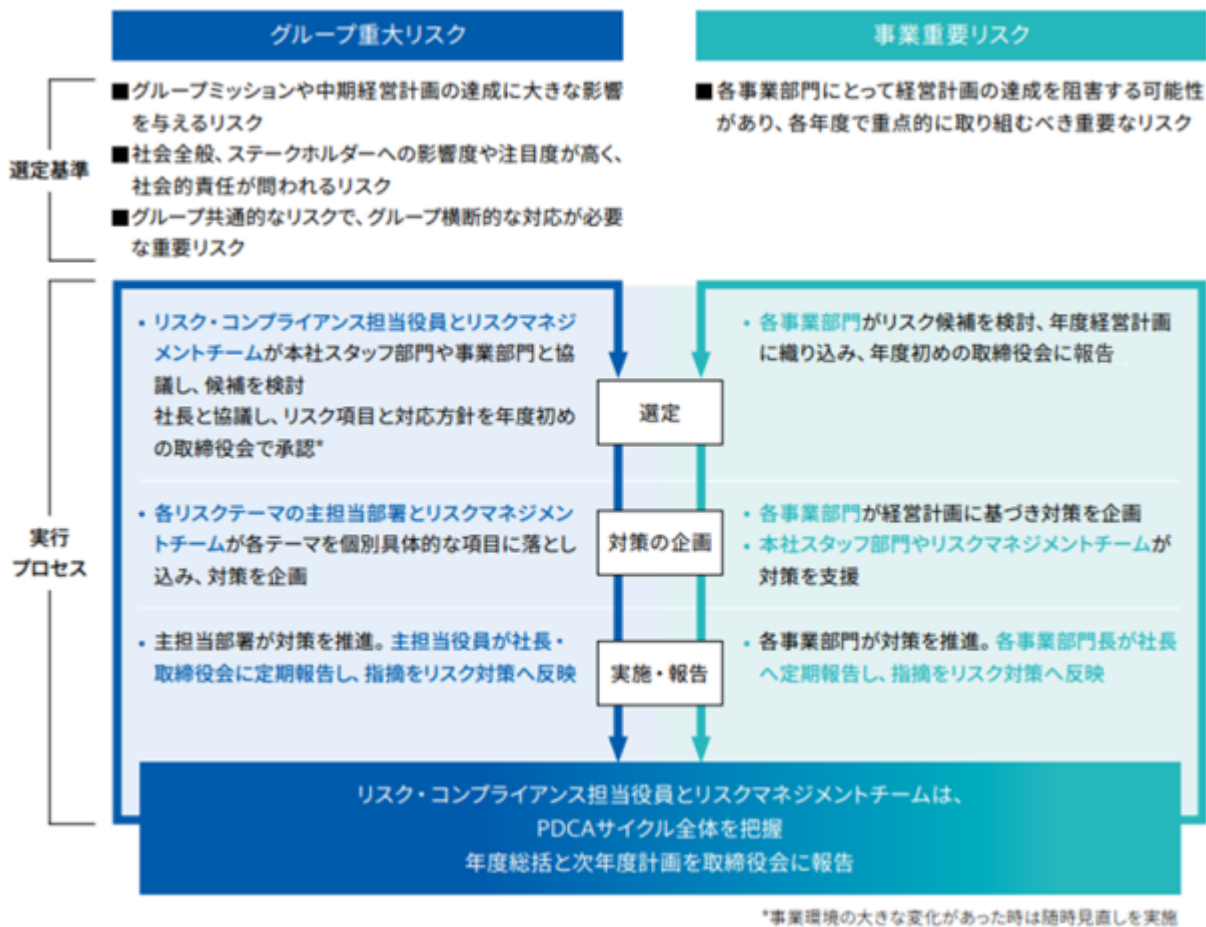 グループ重大リスク
事業重要リスク
選定基準
■グループミッションや中期経営計画の達成に大きな影響
を与えるリスク
■社会全般、ステークホルダーへの影響度や注目度が高く、
社会的責任が問われるリスク
■グループ共通的なリスクで、グループ横断的な対応が必要
な重要リスク
■各事業部門にとって経営計画の達成を阻害する可能性
があり、各年度で重点的に取り組むべき重要なリスク
実行
プロセス
• リスク・コンプライアンス担当役員とリスクマネジ
メントチームが本社スタッフ部門や事業部門と協
議し、候補を検討
社長と協議し、リスク項目と対応方針を年度初め
の取締役会で承認*
選定
• 各事業部門がリスク候補を検討、年度経営計画
に織り込み、年度初めの取締役会に報告
• 各リスクテーマの主担当部署とリスクマネジメン
トチームが各テーマを個別具体的な項目に落とし
込み、対策を企画
対策の企画
• 各事業部門が経営計画に基づき対策を企画
• 本社スタッフ部門やリスクマネジメントチームが
対策を支援
• 主担当部署が対策を推進。主担当役員が社長・
取締役会に定期報告し、指摘をリスク対策へ反映
実施・報告
• 各事業部門が対策を推進。各事業部門長が社長
へ定期報告し、指摘をリスク対策へ反映
リスク・コンプライアンス担当役員とリスクマネジメントチームは、
PDCAサイクル全体を把握
年度総括と次年度計画を取締役会に報告
*事業環境の大きな変化があった時は随時見直しを実施